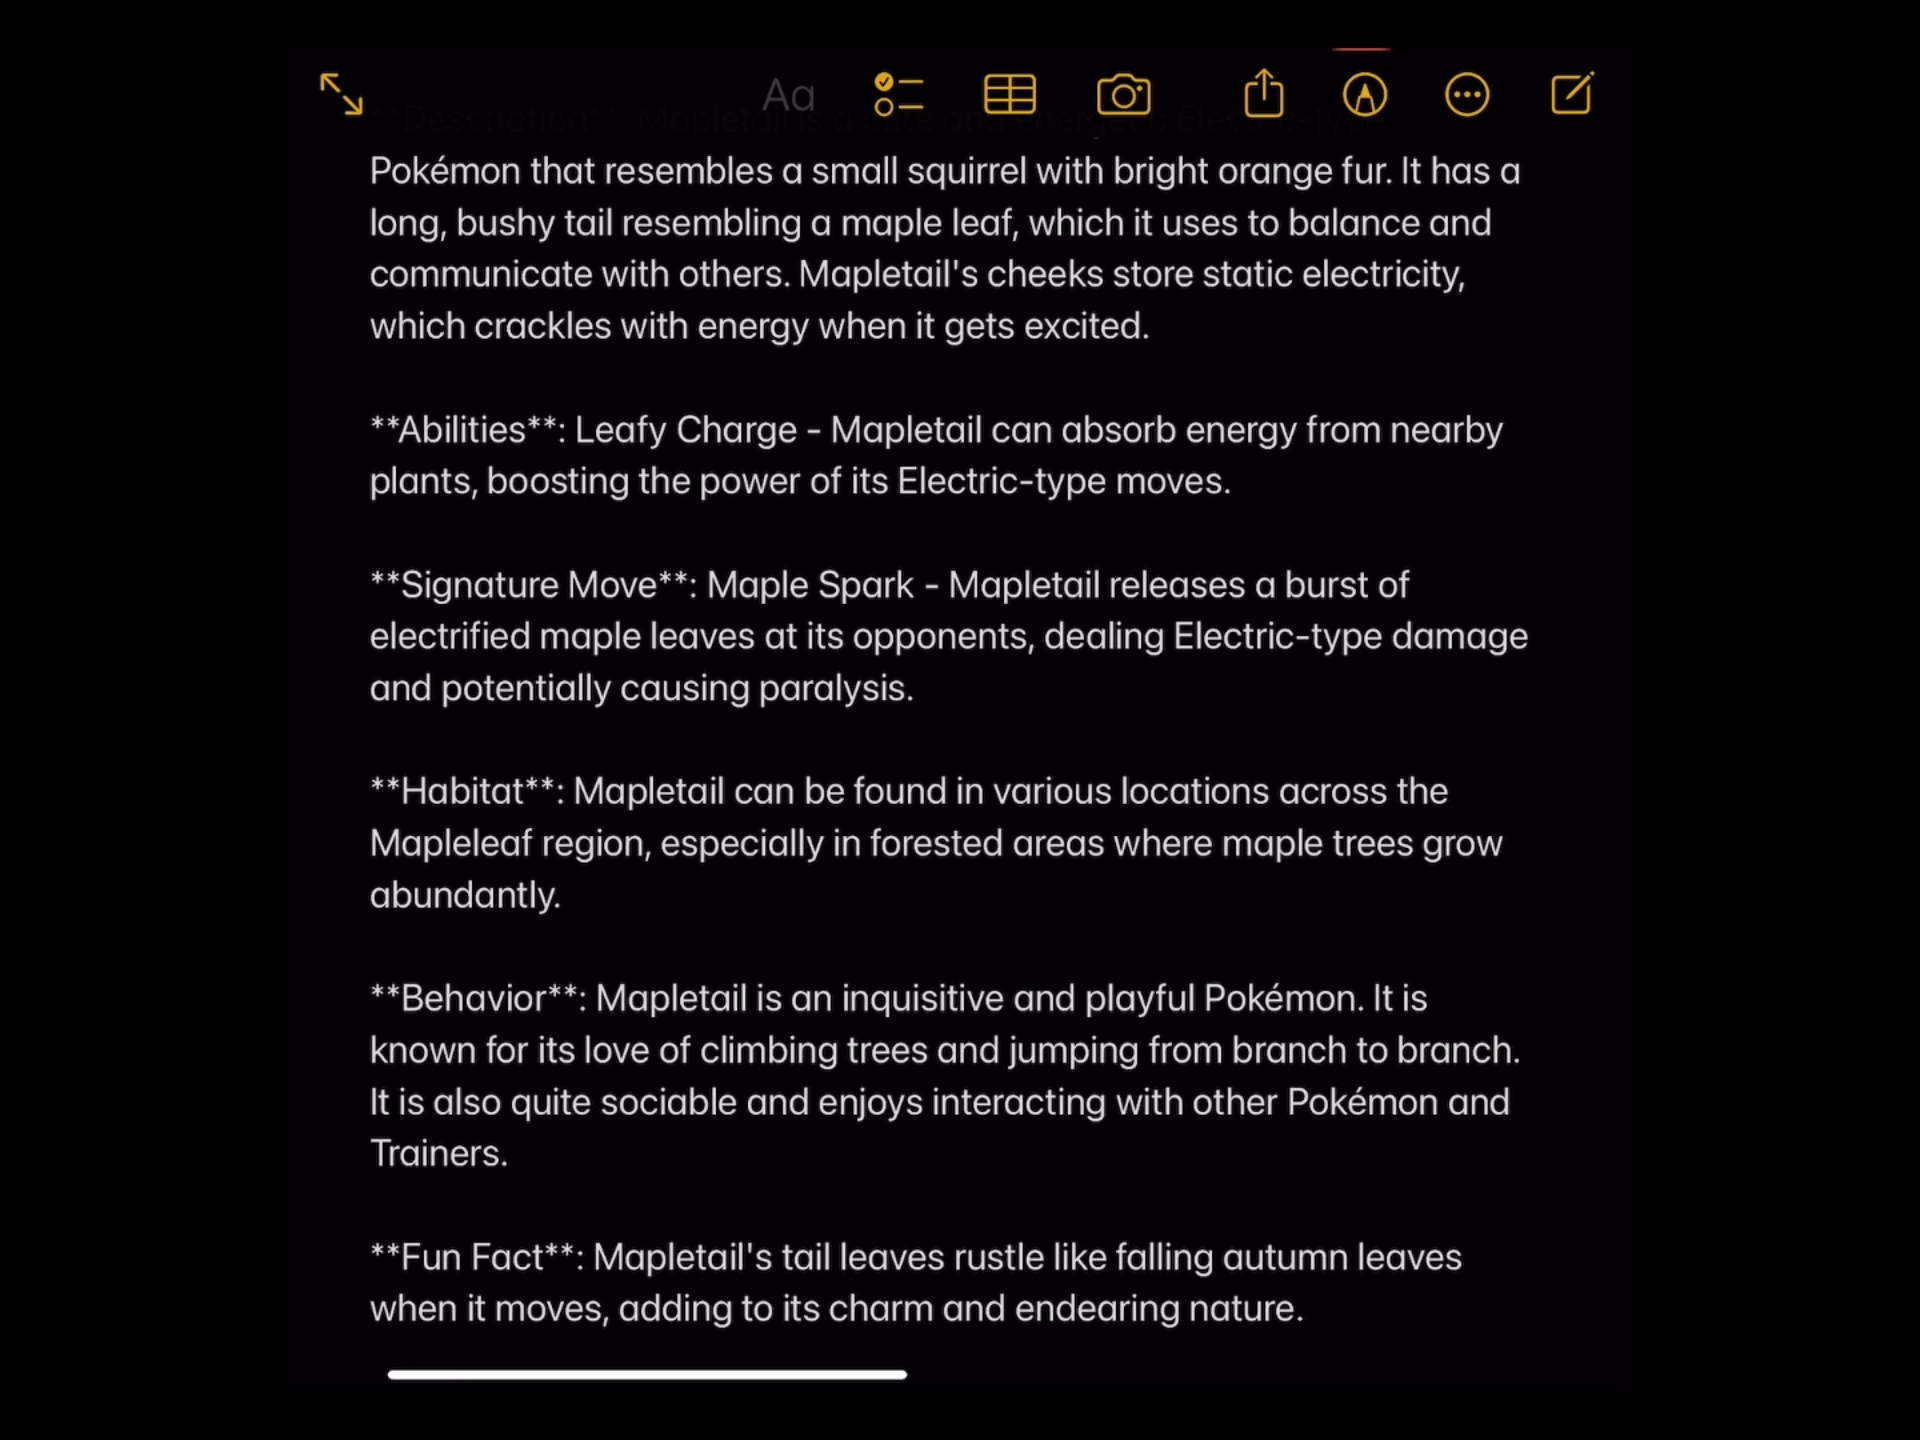 Aa
**Description**: Mapletail is a cute and energetic Electric-type
Pokémon that resembles a small squirrel with bright orange fur. It has a
long, bushy tail resembling a maple leaf, which it uses to balance and
communicate with others. Mapletail's cheeks store static electricity,
which crackles with energy when it gets excited.
**Abilities**: Leafy Charge - Mapletail can absorb energy from nearby
plants, boosting the power of its Electric-type moves.
**Signature Move**: Maple Spark - Mapletail releases a burst of
electrified maple leaves at its opponents, dealing Electric-type damage
and potentially causing paralysis.
**Habitat**: Mapletail can be found in various locations across the
Mapleleaf region, especially in forested areas where maple trees grow
abundantly.
**Behavior**: Mapletail is an inquisitive and playful Pokémon. It is
known for its love of climbing trees and jumping from branch to branch.
It is also quite sociable and enjoys interacting with other Pokémon and
Trainers.
**Fun Fact**: Mapletail's tail leaves rustle like falling autumn leaves
when it moves, adding to its charm and endearing nature.